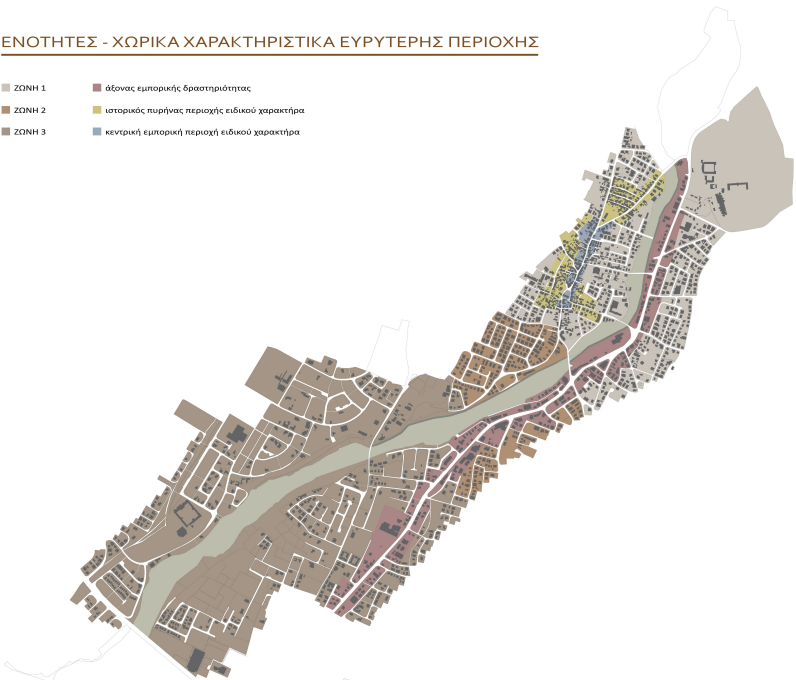 ΕΝΟΤΗΤΕΣ - ΧΩΡΙΚΑ ΧΑΡΑΚΤΗΡΙΣΤΙΚΑ ΕΥΡΥΤΕΡΗΣ ΠΕΡΙΟΧΗΣ
ΖΩΝΗ 1 άξονας εμπορικής δραστηριότητας
ΖΩΝΗ 2 ιστορικός πυρήνας περιοχής ειδικού χαρακτήρα
ΖΩΝΗ 3 κεντρική εμπορική περιοχή ειδικού χαρακτήρα